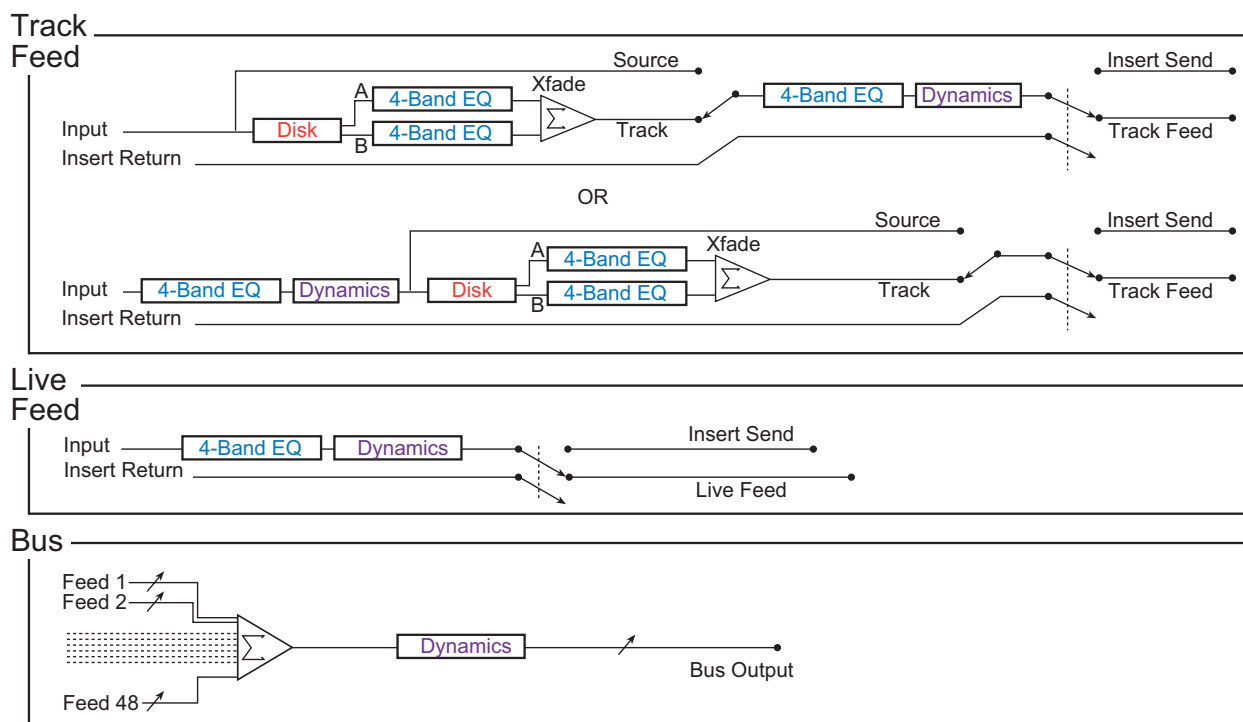 Track
Feed
Source
Insert Send
A
Xfade
4-Band EQ
4-Band EQ
Dynamics
Input
Disk
4-Band EQ
Track
Track Feed
B
Insert Return
OR
Source
Insert Send
A
Xfade
4-Band EQ
Input
4-Band EQ
Dynamics
Disk
4-Band EQ
Track
Track Feed
B
Insert Return
Σ
Σ
Live
Feed
Input
4-Band EQ
Dynamics
Insert Send
Insert Return
Live Feed
Bus
Feed 1
Feed 2
Σ
Dynamics
Bus Output
Feed 48